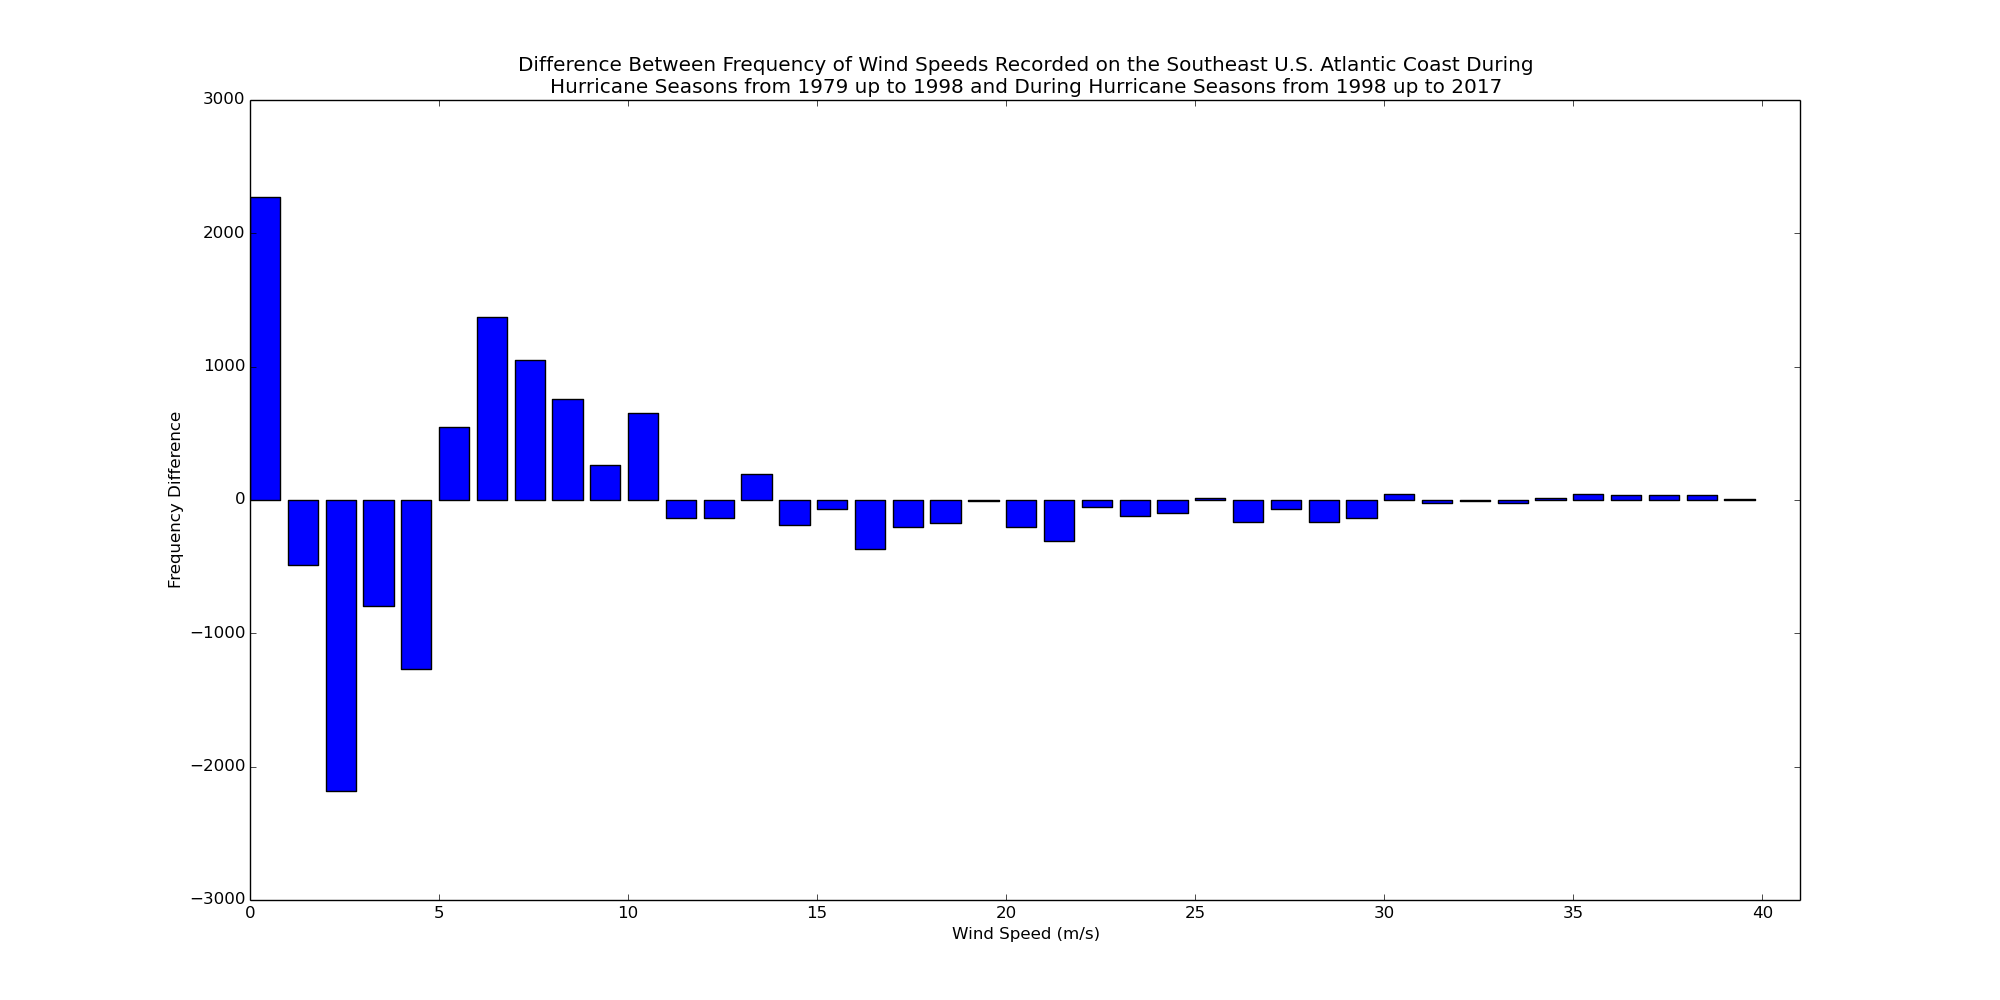 Difference Between Frequency of Wind Speeds Recorded on the Southeast U.S. Atlantic Coast During
Hurricane Seasons from 1979 up to 1998 and During Hurricane Seasons from 1998 up to 2017
3000
2000
1000
0
−1000
−2000
−3000
Frequency Difference
0 5 10 15 20 25 30 35 40
Wind Speed (m/s)